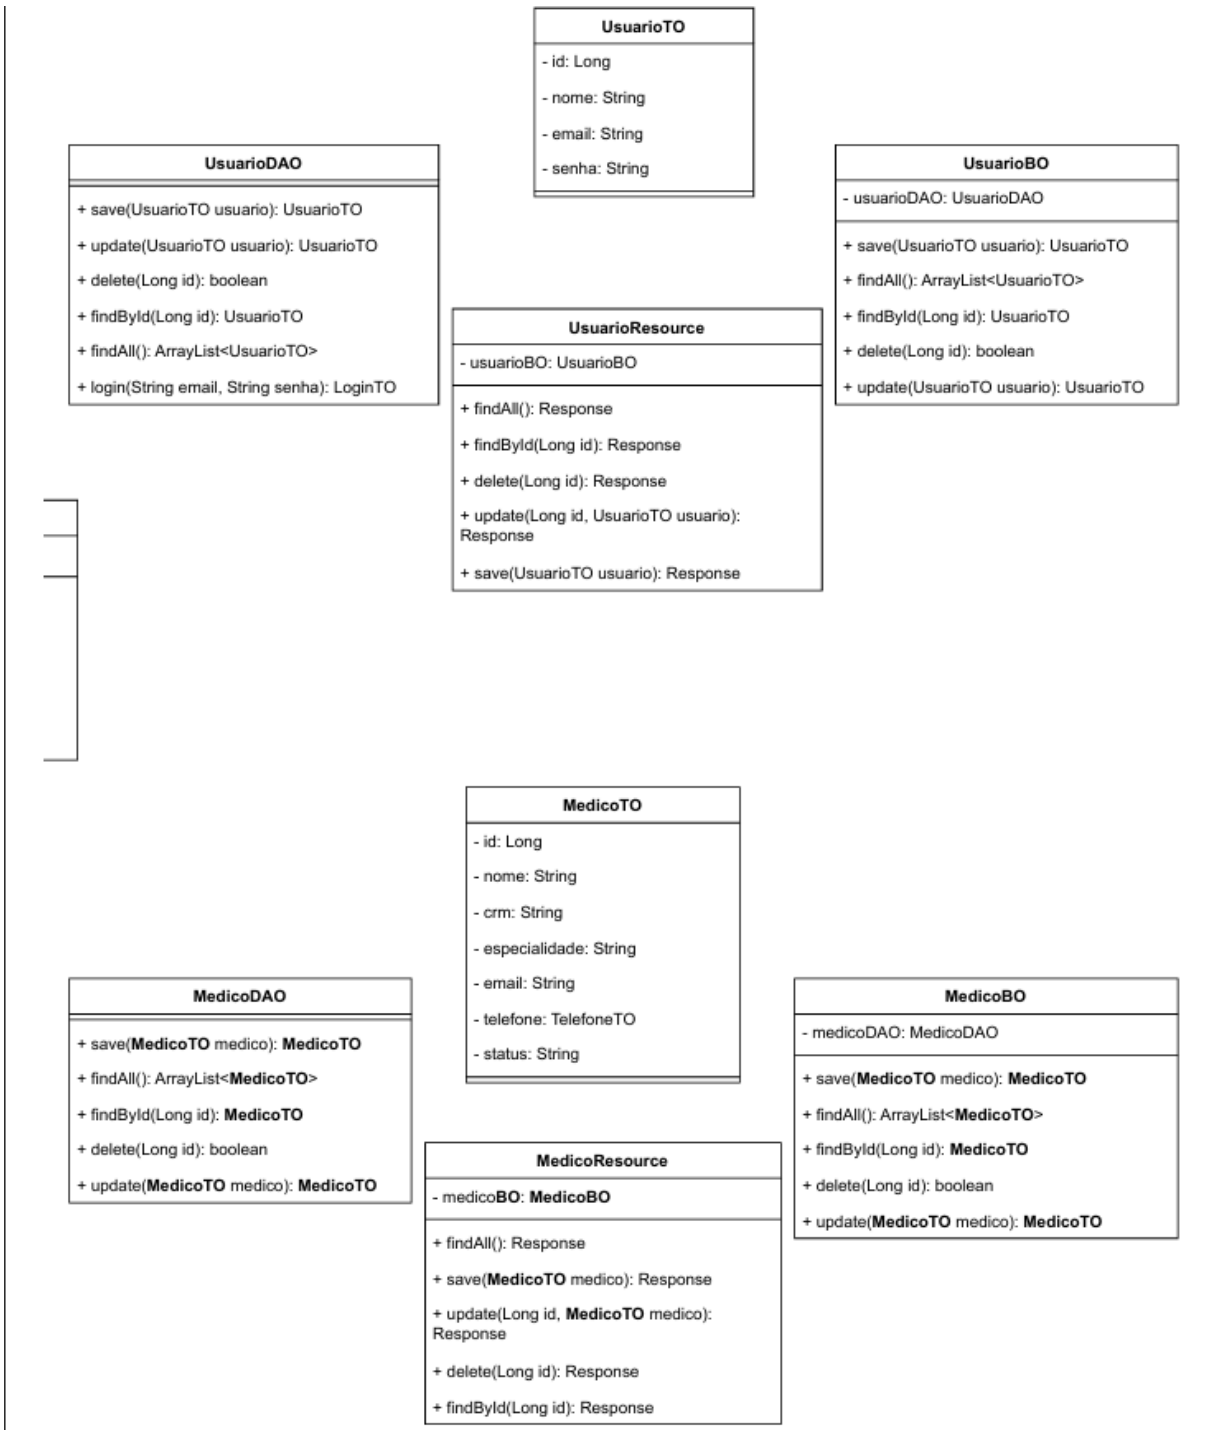 UsuarioTO
- id: Long
- nome: String
- email: String
- senha: String
UsuarioDAO
+ save(UsuarioTO usuario): UsuarioTO
+ update(UsuarioTO usuario): UsuarioTO
+ delete(Long id): boolean
+ findById(Long id): UsuarioTO
+ findAll(): ArrayList<UsuarioTO>
+ login(String email, String senha): LoginTO
UsuarioBO
- usuarioDAO: UsuarioDAO
+ save(UsuarioTO usuario): UsuarioTO
+ findAll(): ArrayList<UsuarioTO>
+ findById(Long id): UsuarioTO
+ delete(Long id): boolean
+ update(UsuarioTO usuario): UsuarioTO
UsuarioResource
- usuarioBO: UsuarioBO
+ findAll(): Response
+ findById(Long id): Response
+ delete(Long id): Response
+ update(Long id, UsuarioTO usuario):
Response
+ save(UsuarioTO usuario): Response
MedicoTO
- id: Long
- nome: String
- crm: String
- especialidade: String
- email: String
- telefone: TelefoneTO
- status: String
MedicoDAO
+ save(MedicoTO medico): MedicoTO
+ findAll(): ArrayList<MedicoTO>
+ findById(Long id): MedicoTO
+ delete(Long id): boolean
+ update(MedicoTO medico): MedicoTO
MedicoBO
- medicoDAO: MedicoDAO
+ save(MedicoTO medico): MedicoTO
+ findAll(): ArrayList<MedicoTO>
+ findById(Long id): MedicoTO
+ delete(Long id): boolean
+ update(MedicoTO medico): MedicoTO
MedicoResource
- medicoBO: MedicoBO
+ findAll(): Response
+ save(MedicoTO medico): Response
+ update(Long id, MedicoTO medico):
Response
+ delete(Long id): Response
+ findById(Long id): Response